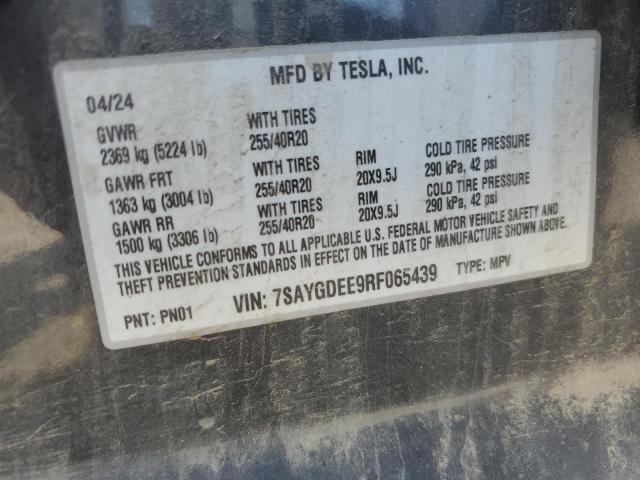 MFD BY TESLA, INC.
04/24
GVWR WITH TIRES
2369 kg (5224 lb) 255/40R20
GAWR FRT WITH TIRES RIM COLD TIRE PRESSURE
1363 kg (3004 lb) 255/40R20 20X9.5J 290 kPa, 42 psi
GAWR RR WITH TIRES RIM COLD TIRE PRESSURE
1500 kg (3306 lb) 255/40R20 20X9.5J 290 kPa, 42 psi
THIS VEHICLE CONFORMS TO ALL APPLICABLE U.S. FEDERAL MOTOR VEHICLE SAFETY AND
THEFT PREVENTION STANDARDS IN EFFECT ON THE DATE OF MANUFACTURE SHOWN ABOVE.
PNT: PN01 VIN: 7SAYGDEE9RF065439 TYPE: MPV